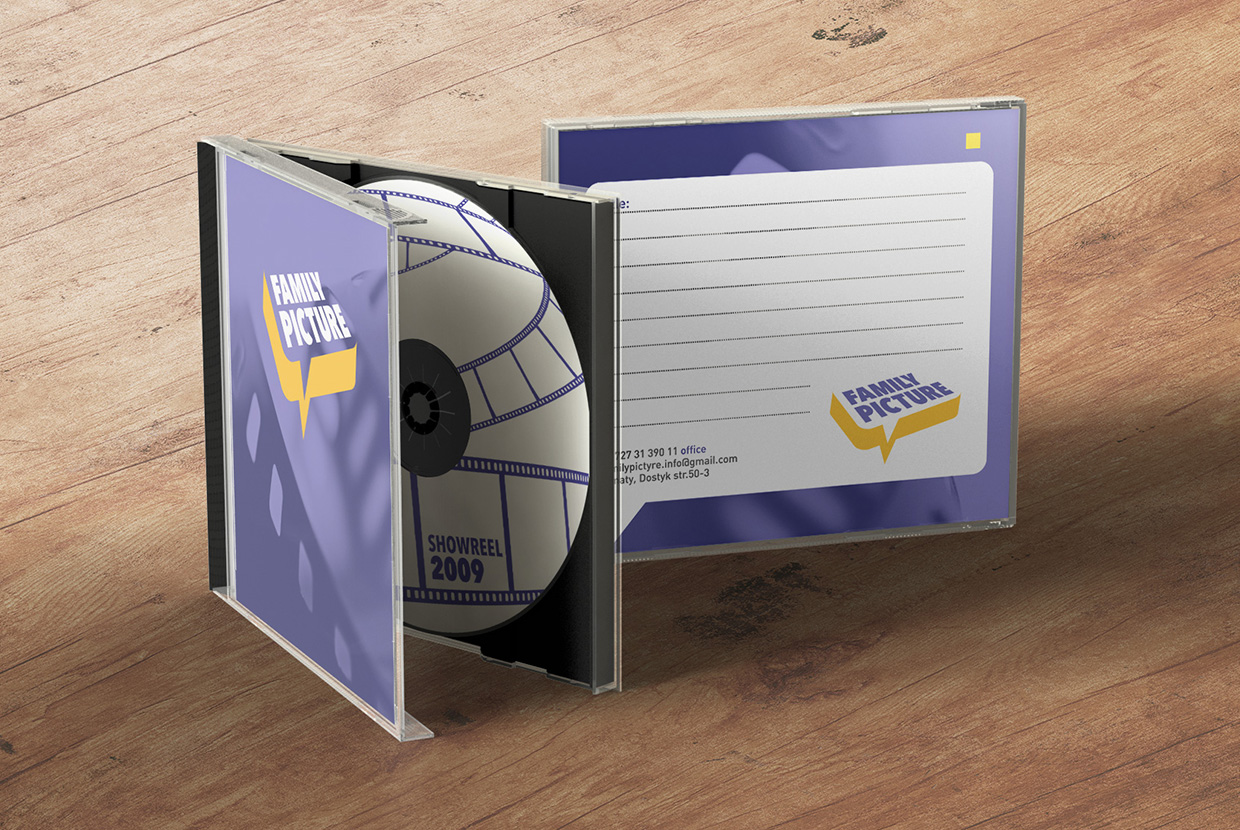 FAMILY
PICTURE
SHOWREEL
2009
e:
FAMILY
PICTURE
727 31 390 11 office
ilypictyre.info@gmail.com
aty, Dostyk str.50-3